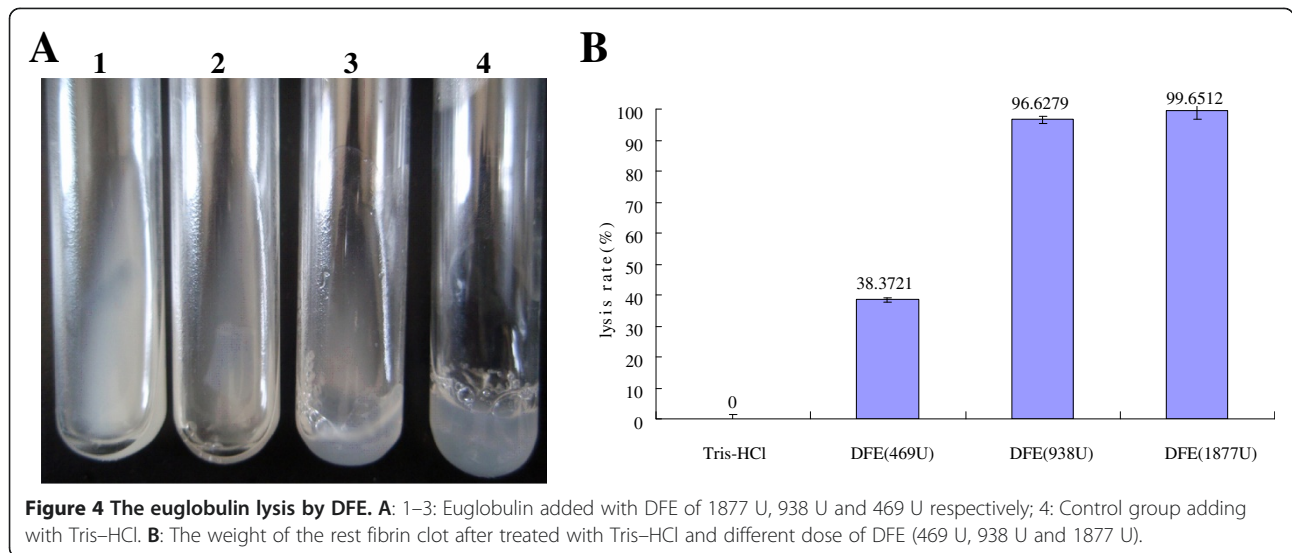 A
1 2 3 4
B
lysis rate(%)
100
90
80
70
60
50
40
30
20
10
0
0
38.3721
96.6279
99.6512
Tris-HCl DFE(469U) DFE(938U) DFE(1877U)
Figure 4 The euglobulin lysis by DFE. A: 1–3: Euglobulin added with DFE of 1877 U, 938 U and 469 U respectively; 4: Control group adding
with Tris–HCl. B: The weight of the rest fibrin clot after treated with Tris–HCl and different dose of DFE (469 U, 938 U and 1877 U).